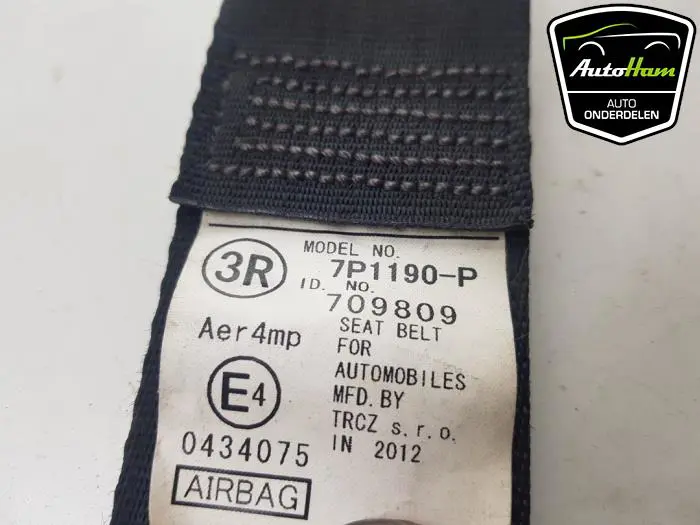 AutoHam
AUTO
ONDERDELEN
MODEL NO.
3R
7P1190-P
ID. NO.
709809
Aer4mp
SEAT BELT
FOR
AUTOMOBILES
E4
MFD. BY
TRCZ s.r.o.
0434075
IN 2012
AIRBAG